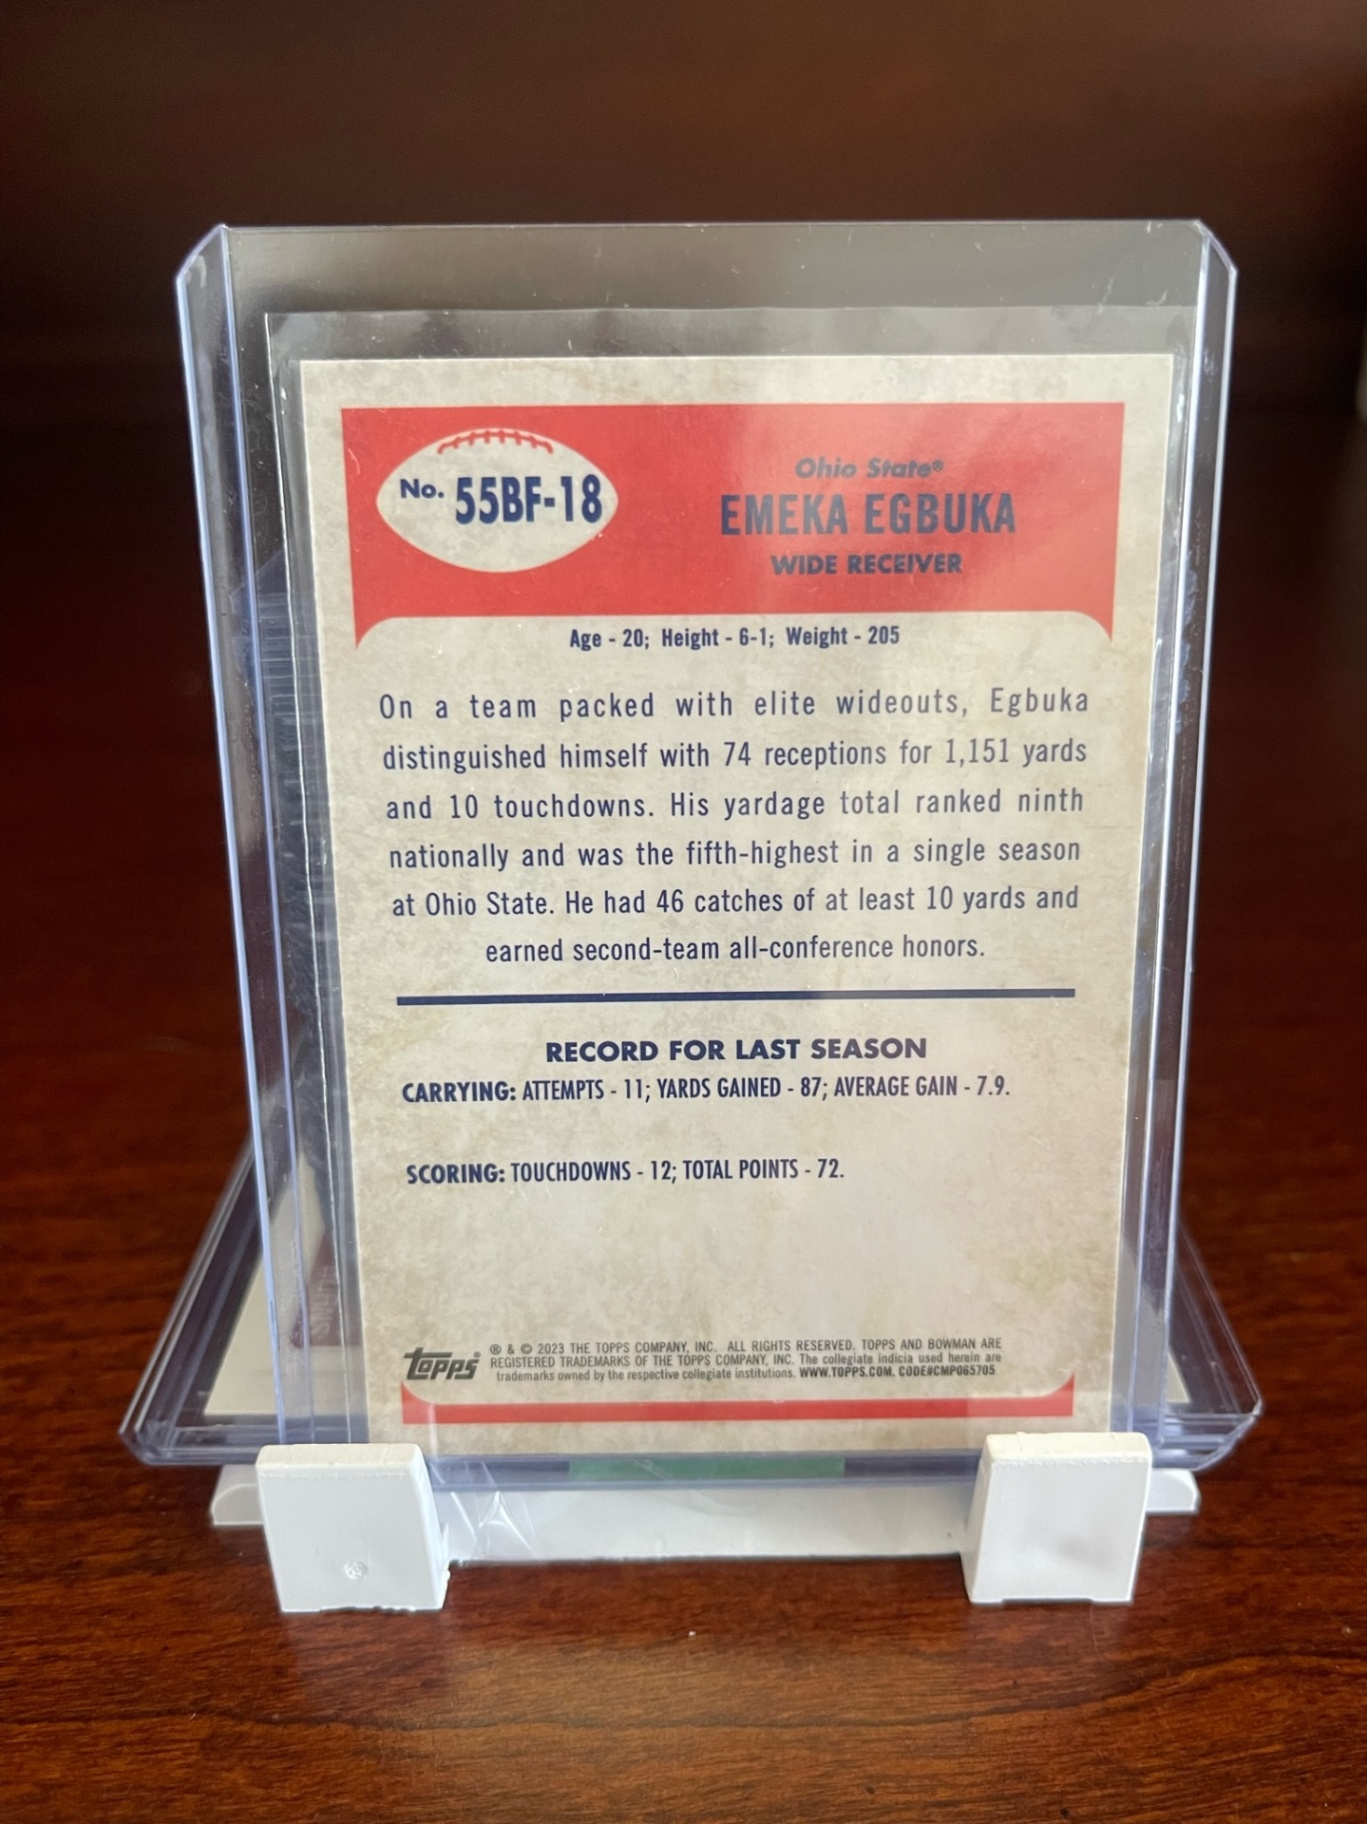 No. 55BF-18
Ohio State®
EMEKA EGBUKA
WIDE RECEIVER
Age - 20; Height - 6-1; Weight - 205
On a team packed with elite wideouts, Egbuka
distinguished himself with 74 receptions for 1,151 yards
and 10 touchdowns. His yardage total ranked ninth
nationally and was the fifth-highest in a single season
at Ohio State. He had 46 catches of at least 10 yards and
earned second-team all-conference honors.
RECORD FOR LAST SEASON
CARRYING: ATTEMPTS - 11; YARDS GAINED - 87; AVERAGE GAIN - 7.9.
SCORING: TOUCHDOWNS - 12; TOTAL POINTS - 72.
topps
® & © 2023 THE TOPPS COMPANY, INC. ALL RIGHTS RESERVED. TOPPS AND BOWMAN ARE
REGISTERED TRADEMARKS OF THE TOPPS COMPANY, INC. The collegiate indicia used herein are
trademarks owned by the respective collegiate institutions. WWW.TOPPS.COM. CODE#CMP065705